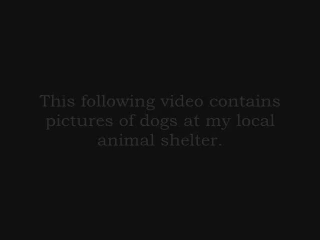 This following video contains
pictures of dogs at my local
animal shelter.